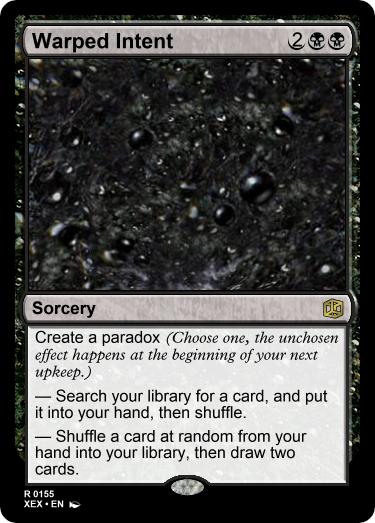 Warped Intent 2
Sorcery
Create a paradox (Choose one, the unchosen
effect happens at the beginning of your next
upkeep.)
— Search your library for a card, and put
it into your hand, then shuffle.
— Shuffle a card at random from your
hand into your library, then draw two
cards.
R 0155
XEX • EN